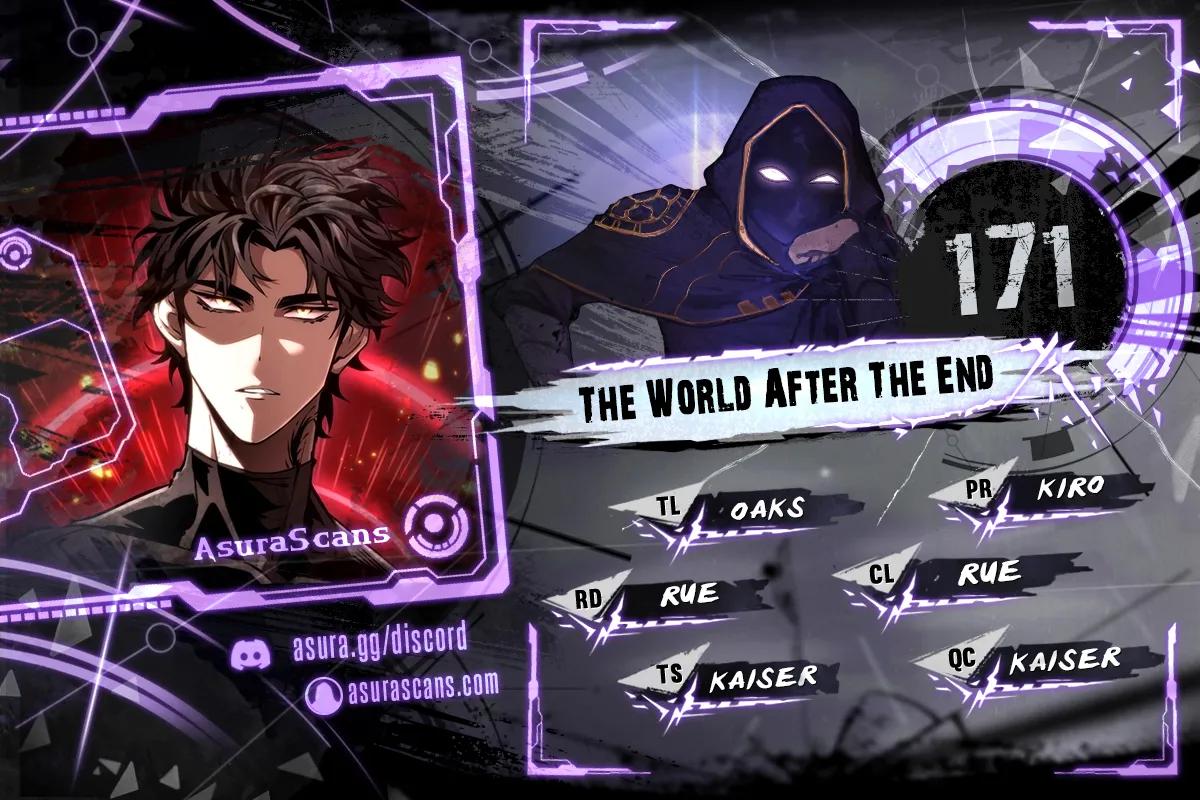 171
THE WORLD AFTER THE END
TL OAKS
PR KIRO
RD RUE
CL RUE
TS KAISER
QC KAISER
AsuraScans
asura.gg/discord
asurascans.com